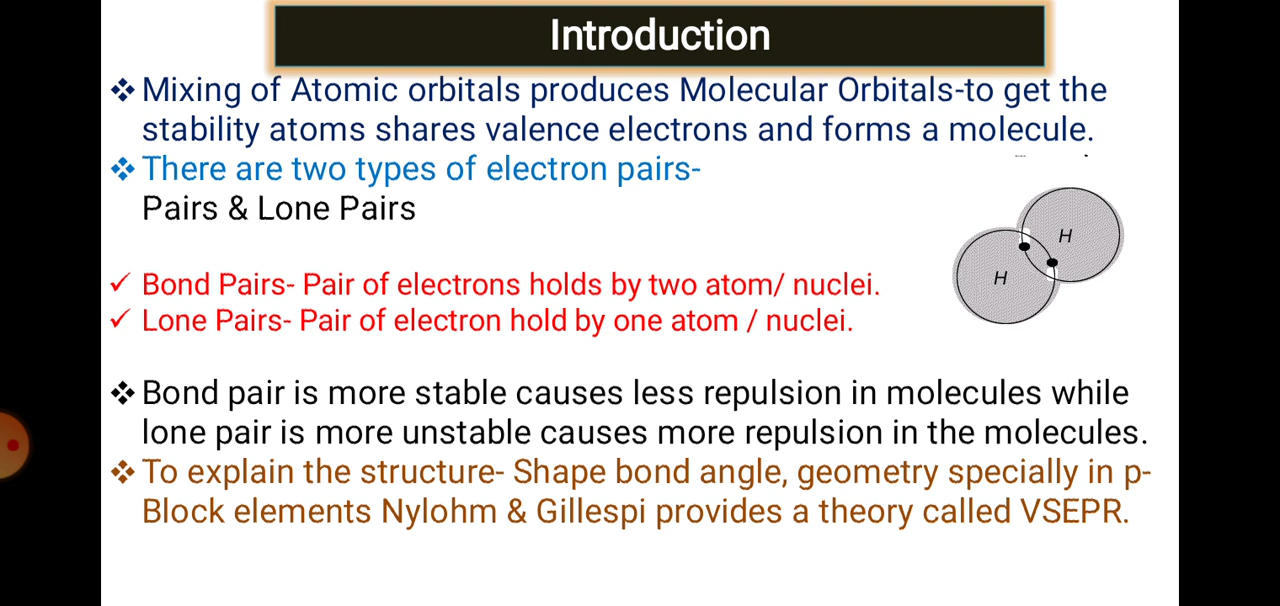 Introduction
❖ Mixing of Atomic orbitals produces Molecular Orbitals-to get the
stability atoms shares valence electrons and forms a molecule.
❖ There are two types of electron pairs-
Pairs & Lone Pairs
H
H
✓ Bond Pairs- Pair of electrons holds by two atom/ nuclei.
✓ Lone Pairs- Pair of electron hold by one atom / nuclei.
❖ Bond pair is more stable causes less repulsion in molecules while
lone pair is more unstable causes more repulsion in the molecules.
❖ To explain the structure- Shape bond angle, geometry specially in p-
Block elements Nylohm & Gillespi provides a theory called VSEPR.